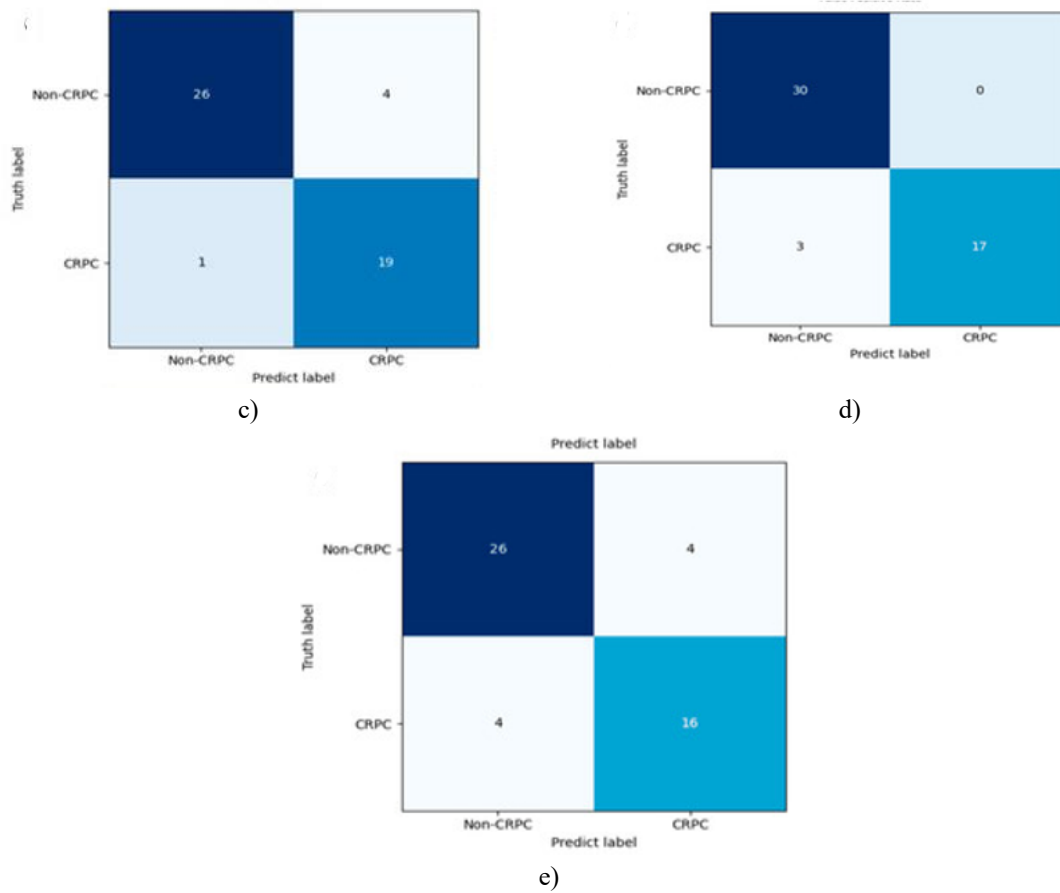 Non-CRPC
26
4
Truth label
CRPC
1
19
Non-CRPC
CRPC
Predict label
c)
Non-CRPC
30
0
Truth label
CRPC
3
17
Non-CRPC
CRPC
Predict label
d)
Predict label
Non-CRPC
26
4
Truth label
CRPC
4
16
Non-CRPC
CRPC
Predict label
e)